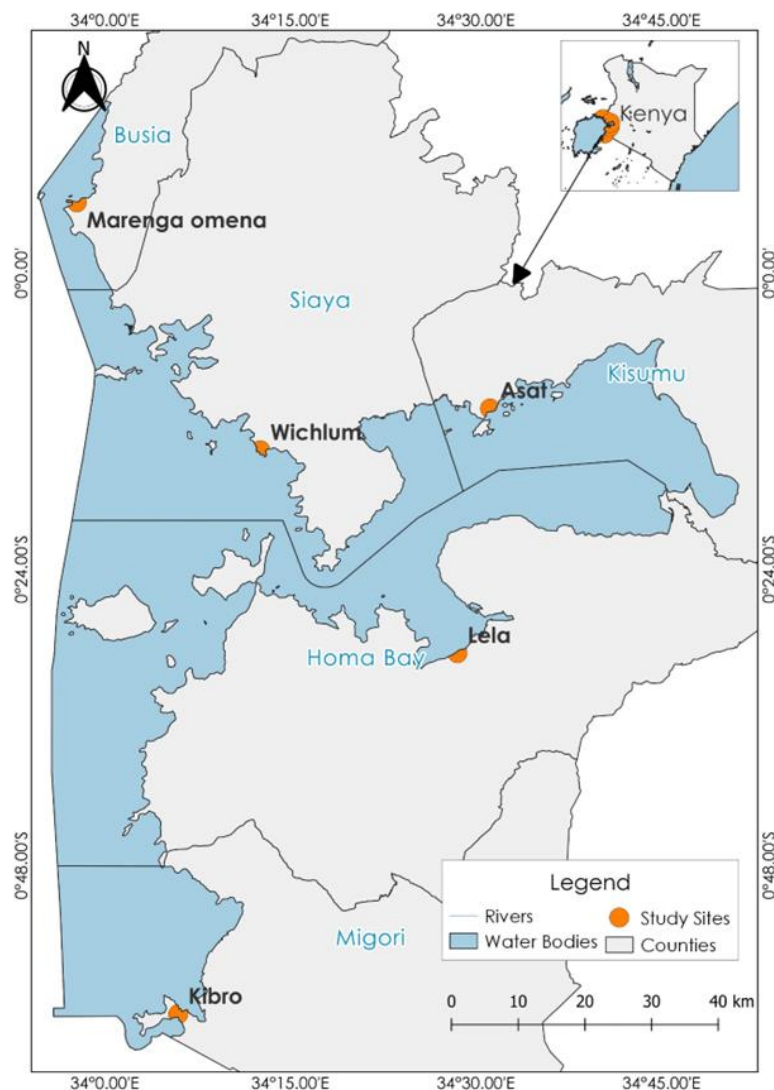 34°0.00'E 34°15.00'E 34°30.00'E 34°45.00'E
N
Kenya
Busia
Marenga omena
0°0.00'
0°0.00'
Siaya
Kisumu
Asat
Wichlum
0°24.00'S
0°24.00'S
Lela
Homa Bay
0°48.00'S
0°48.00'S
Legend
Rivers Study Sites
Water Bodies Counties
Migori
Kibro
0 10 20 30 40 km
34°0.00'E 34°15.00'E 34°30.00'E 34°45.00'E